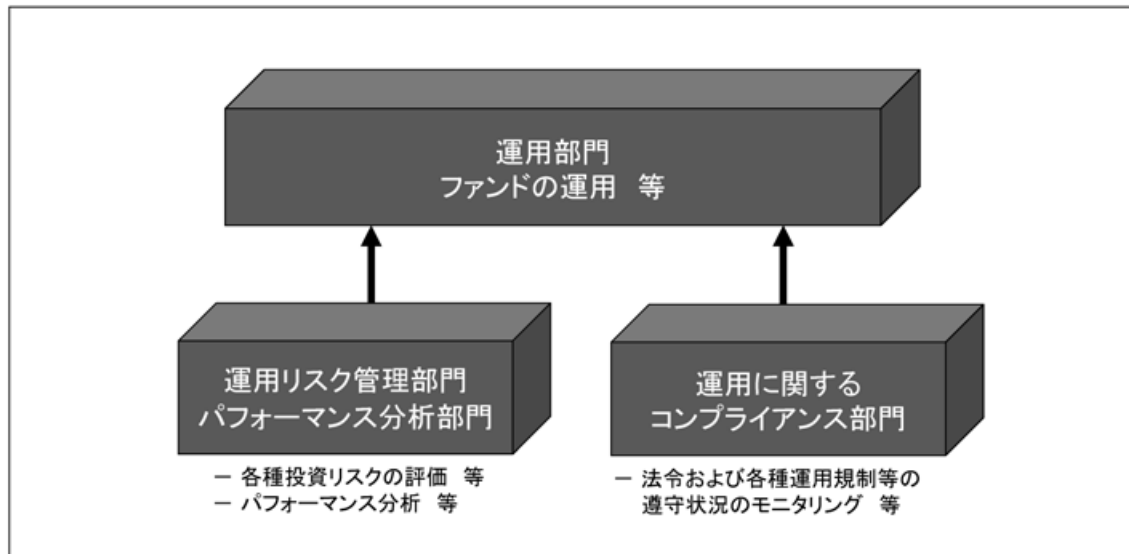 運用部門
ファンドの運用　等
運用リスク管理部門
パフォーマンス分析部門
－ 各種投資リスクの評価　等
－ パフォーマンス分析　等
運用に関する
コンプライアンス部門
－ 法令および各種運用規制等の
遵守状況のモニタリング　等